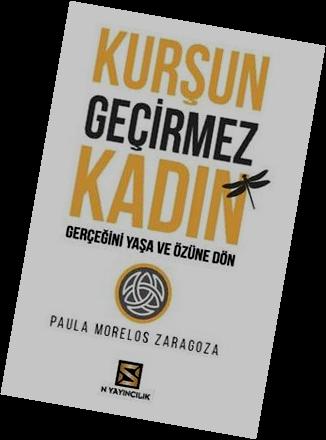 KURŞUN
GEÇİRMEZ
KADIN
GERÇEĞİNİ YAŞA VE ÖZÜNE DÖN
PAULA MORELOS ZARAGOZA
N YAYINCILIK